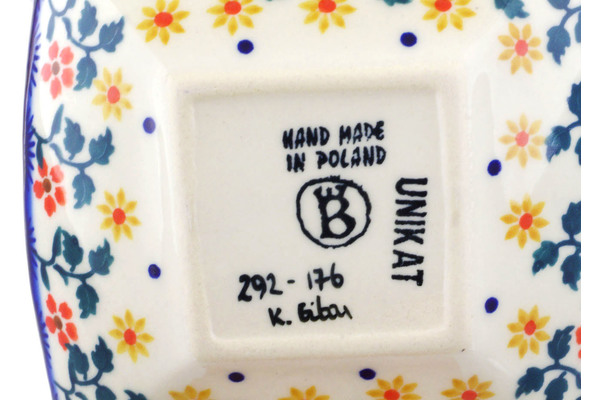 HAND MADE
IN POLAND
B
UNIKAT
292-176
K.